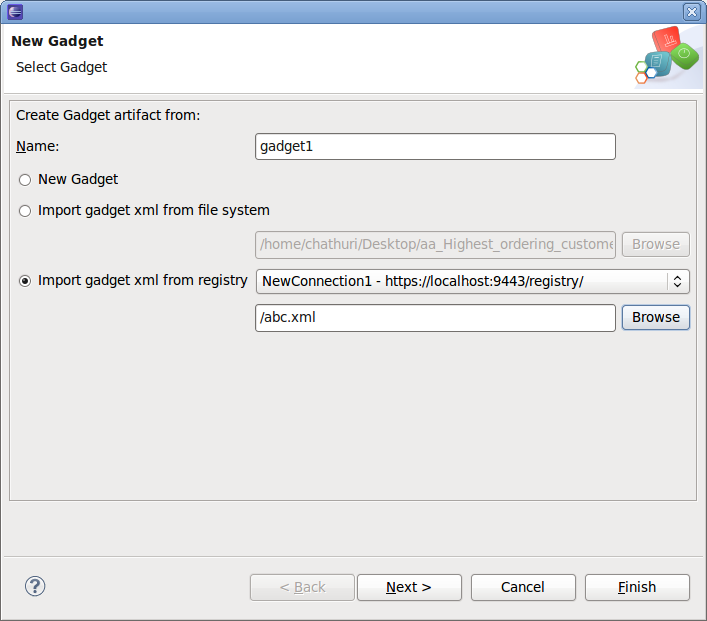 New Gadget
Select Gadget
Create Gadget artifact from:
Name: gadget1
New Gadget
Import gadget xml from file system
/home/chathuri/Desktop/aa_Highest_ordering_custome Browse
Import gadget xml from registry NewConnection1 - https://localhost:9443/registry/
/abc.xml Browse
? < Back Next > Cancel Finish